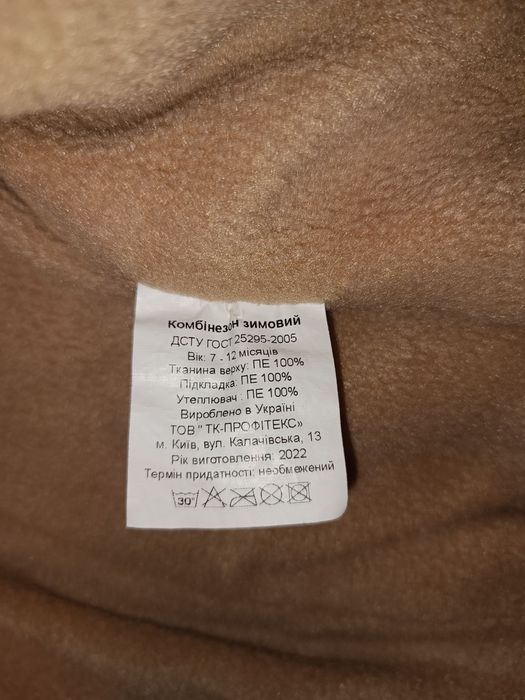 Комбінезон зимовий
ДСТУ ГОСТ 25295-2005
Вік: 7 - 12 місяців
Тканина верху: ПЕ 100%
Підкладка: ПЕ 100%
Утеплювач : ПЕ 100%
Вироблено в Україні
ТОВ " ТК-ПРОФІТЕКС»
м. Київ, вул. Калачівська, 13
Рік виготовлення: 2022
Термін придатності: необмежений
30°